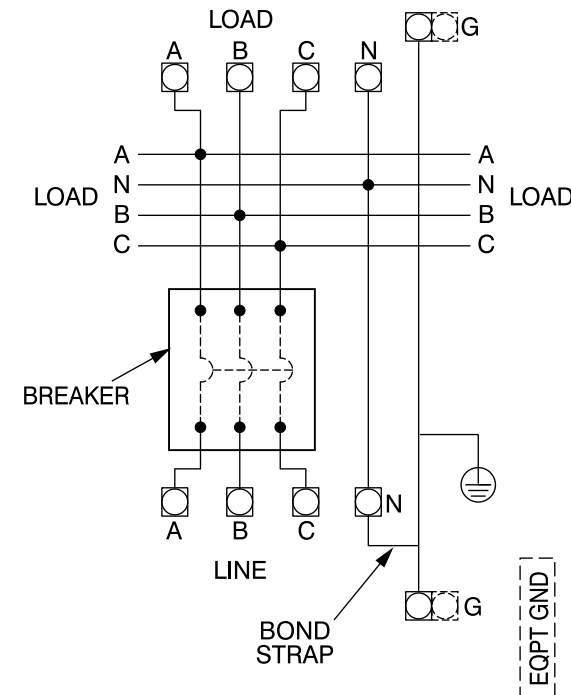 LOAD
G
A B C N
A A
N N
LOAD LOAD
B B
C C
BREAKER
N
A B C
LINE
G
BOND
STRAP
EQPT GND